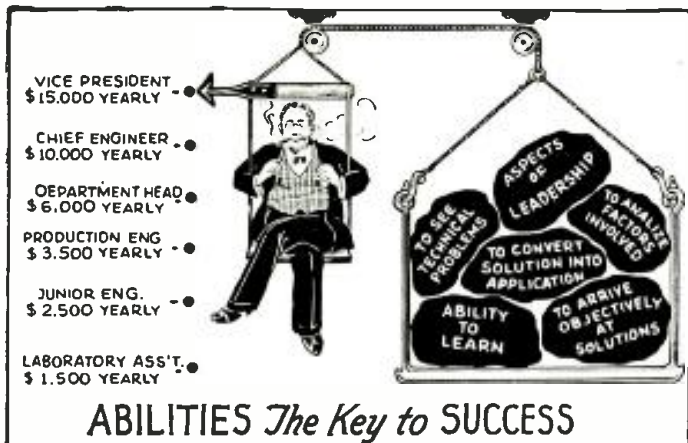 VICE PRESIDENT
$15.000 YEARLY
CHIEF ENGINEER
$10.000 YEARLY
DEPARTMENT HEAD
$6.000 YEARLY
PRODUCTION ENG
$3.500 YEARLY
JUNIOR ENG.
$2.500 YEARLY
LABORATORY ASS'T.
$1.500 YEARLY
ASPECTS
OF
LEADERSHIP
TO SEE
TECHNICAL
PROBLEMS
TO ANALIZE
FACTORS
INVOLVED
TO CONVERT
SOLUTION INTO
APPLICATION
ABILITY
TO
LEARN
TO ARRIVE
OBJECTIVELY
AT
SOLUTIONS
ABILITIES The Key to SUCCESS